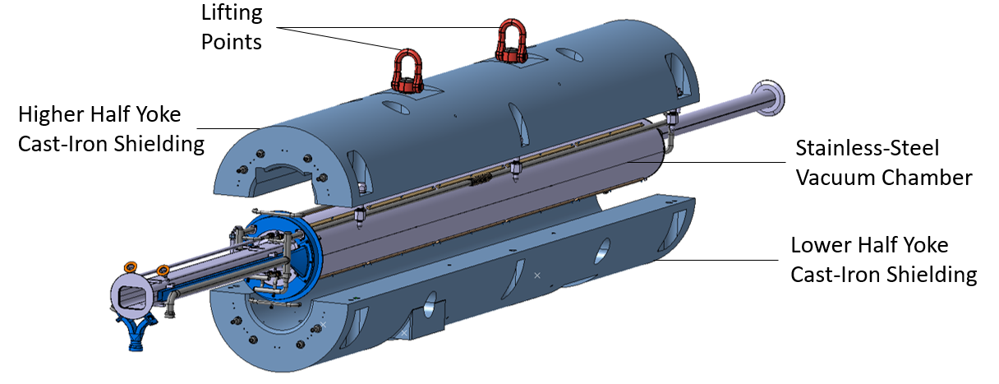 Lifting
Points
Higher Half Yoke
Cast-Iron Shielding
Stainless-Steel
Vacuum Chamber
Lower Half Yoke
Cast-Iron Shielding